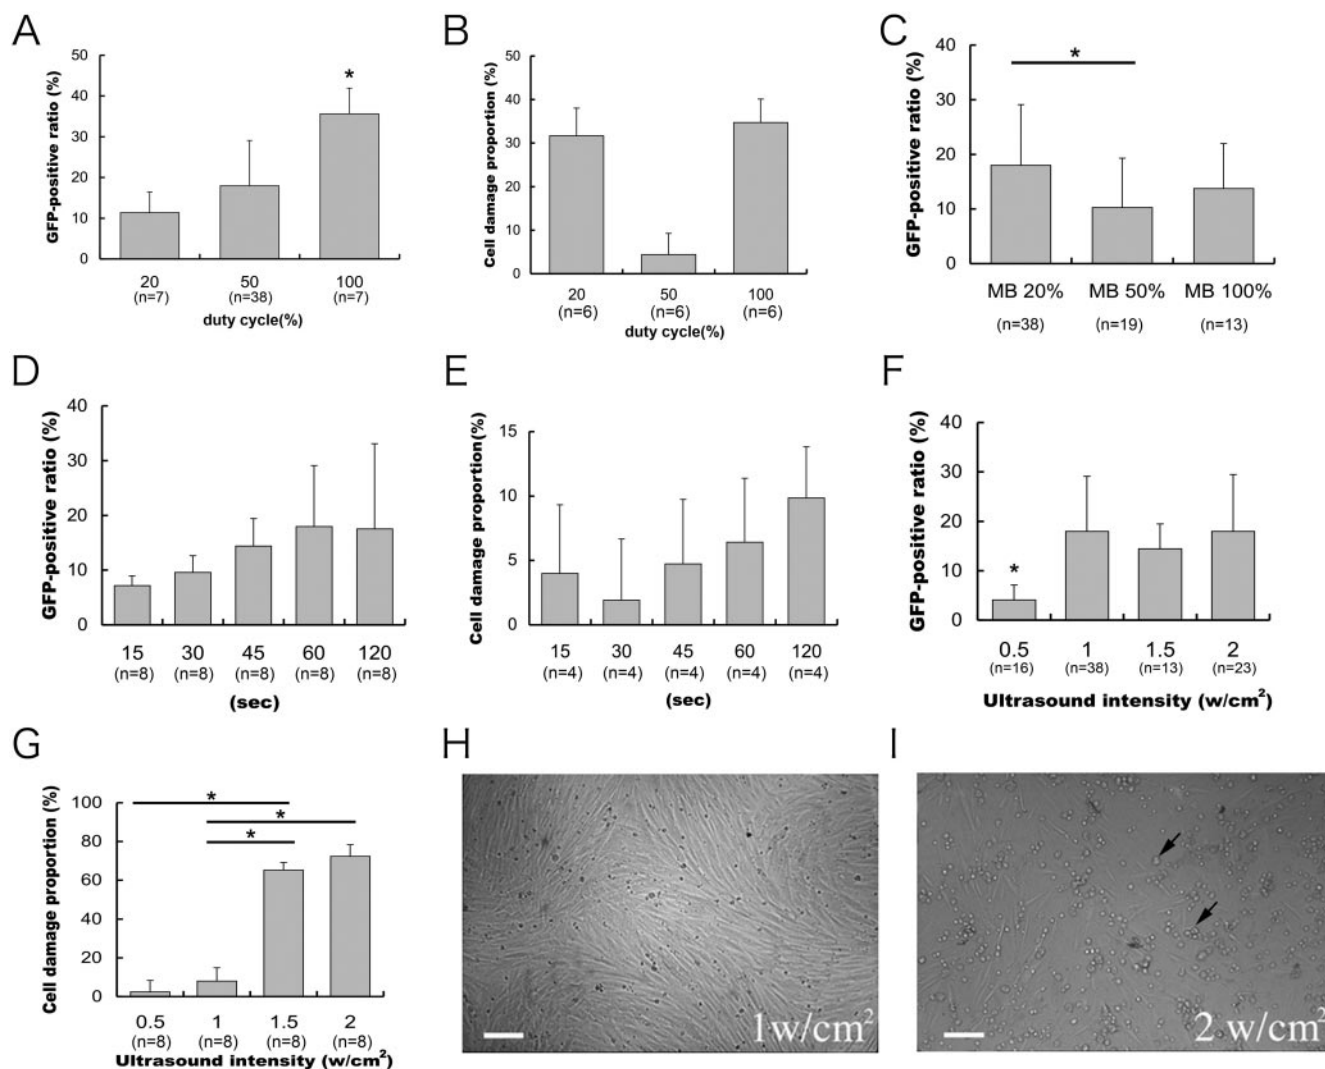 A
GFP-positive ratio (%)
50
40
30
20
10
0
*
20 50 100
(n=7) (n=38) (n=7)
duty cycle(%)
B
Cell damage proportion (%)
50
40
30
20
10
0
20 50 100
(n=6) (n=6) (n=6)
duty cycle(%)
C
GFP-positive ratio (%)
40
30
20
10
0
*
MB 20% MB 50% MB 100%
(n=38) (n=19) (n=13)
D
GFP-positive ratio (%)
40
30
20
10
0
15 30 45 60 120
(n=8) (n=8) (n=8) (n=8) (n=8)
(sec)
E
Cell damage proportion(%)
15
10
5
0
15 30 45 60 120
(n=4) (n=4) (n=4) (n=4) (n=4)
(sec)
F
GFP-positive ratio (%)
40
30
20
10
0
*
0.5 1 1.5 2
(n=16) (n=38) (n=13) (n=23)
Ultrasound intensity (w/cm²)
G
Cell damage proportion (%)
100
80
60
40
20
0
*
*
*
0.5 1 1.5 2
(n=8) (n=8) (n=8) (n=8)
Ultrasound intensity (w/cm²)
H
1w/cm²
I
2 w/cm²